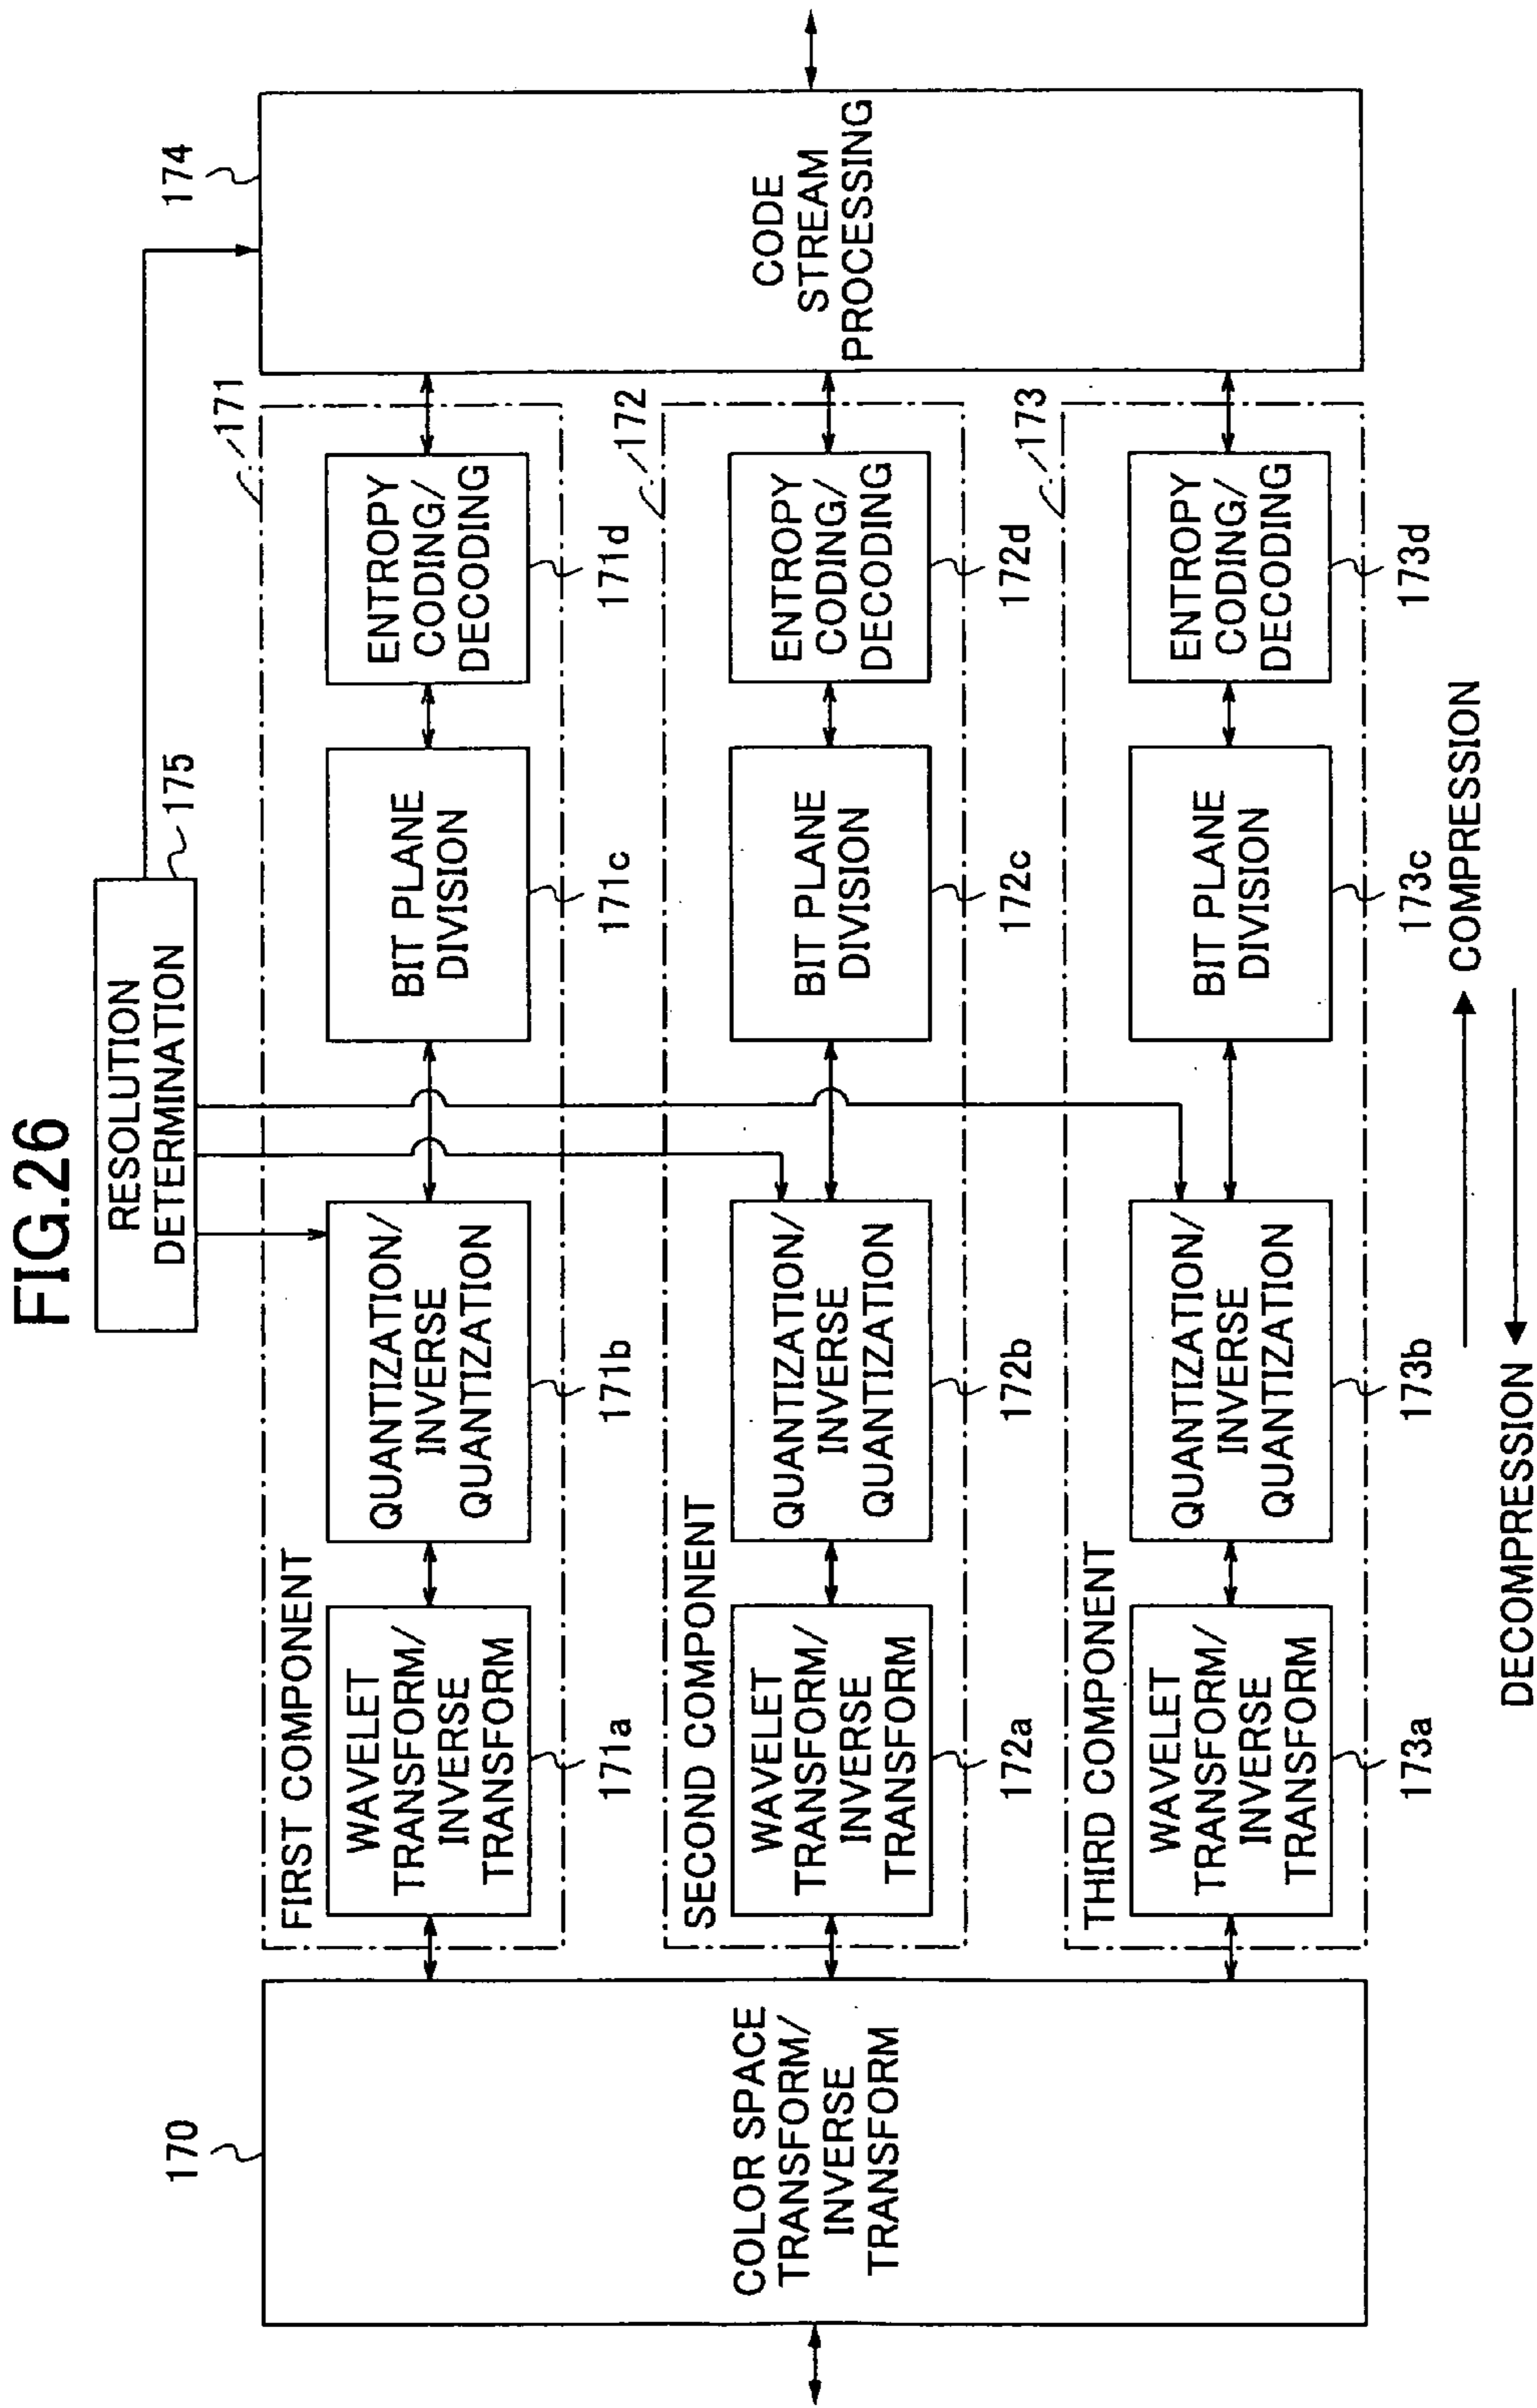 FIG.26
RESOLUTION
DETERMINATION
175
170
COLOR SPACE
TRANSFORM/
INVERSE
TRANSFORM
171
FIRST COMPONENT
WAVELET
TRANSFORM/
INVERSE
TRANSFORM
171a
QUANTIZATION/
INVERSE
QUANTIZATION
171b
BIT PLANE
DIVISION
171c
ENTROPY
CODING/
DECODING
171d
172
SECOND COMPONENT
WAVELET
TRANSFORM/
INVERSE
TRANSFORM
172a
QUANTIZATION/
INVERSE
QUANTIZATION
172b
BIT PLANE
DIVISION
172c
ENTROPY
CODING/
DECODING
172d
173
THIRD COMPONENT
WAVELET
TRANSFORM/
INVERSE
TRANSFORM
173a
QUANTIZATION/
INVERSE
QUANTIZATION
173b
BIT PLANE
DIVISION
173c
ENTROPY
CODING/
DECODING
173d
174
CODE
STREAM
PROCESSING
COMPRESSION
DECOMPRESSION